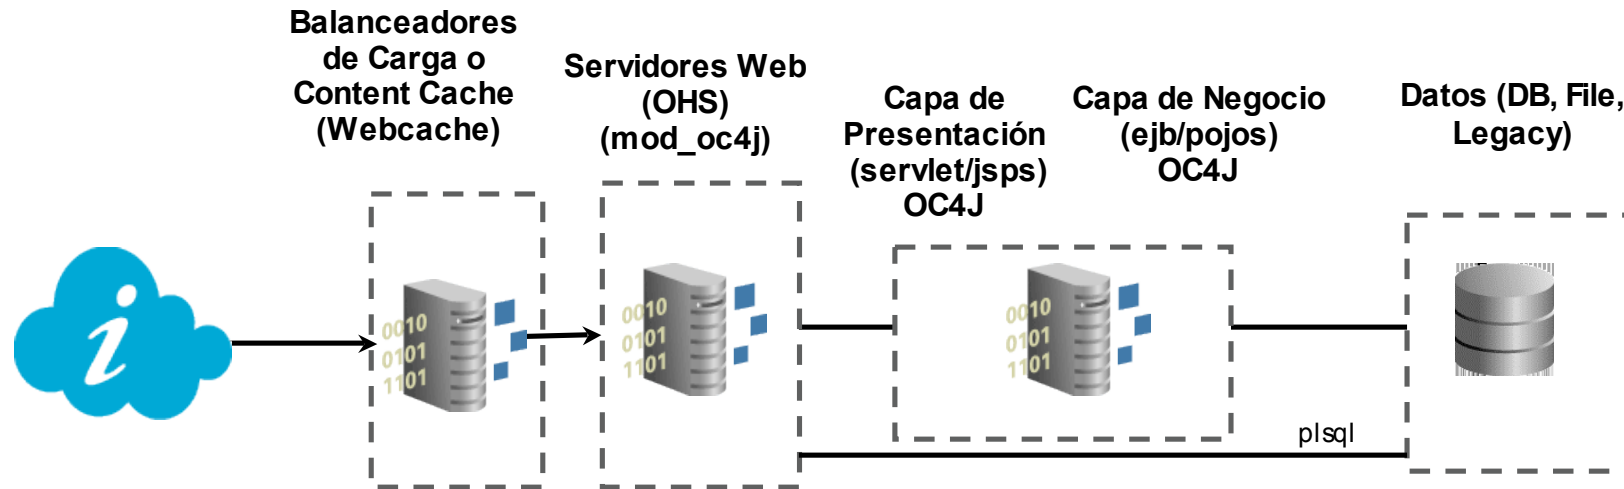 Balanceadores
de Carga o
Content Cache
(Webcache)
Servidores Web
(OHS)
(mod_oc4j)
Capa de
Presentación
(servlet/jsps)
OC4J
Capa de Negocio
(ejb/pojos)
OC4J
Datos (DB, File,
Legacy)
i
0010
0101
1101
0010
0101
1101
0010
0101
1101
plsql